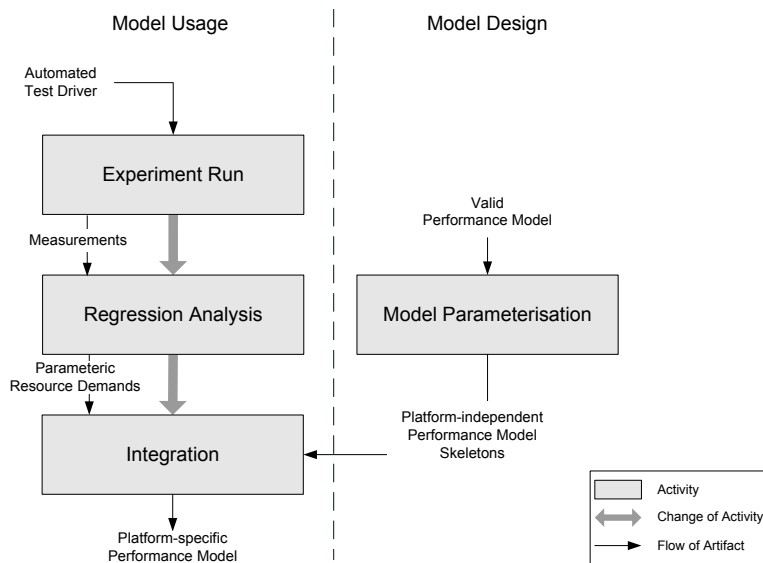 Model Usage
Model Design
Automated
Test Driver
Experiment Run
Measurements
Valid
Performance Model
Regression Analysis
Model Parameterisation
Parameteric
Resource Demands
Platform-independent
Performance Model
Skeletons
Integration
Platform-specific
Performance Model
Activity
Change of Activity
Flow of Artifact